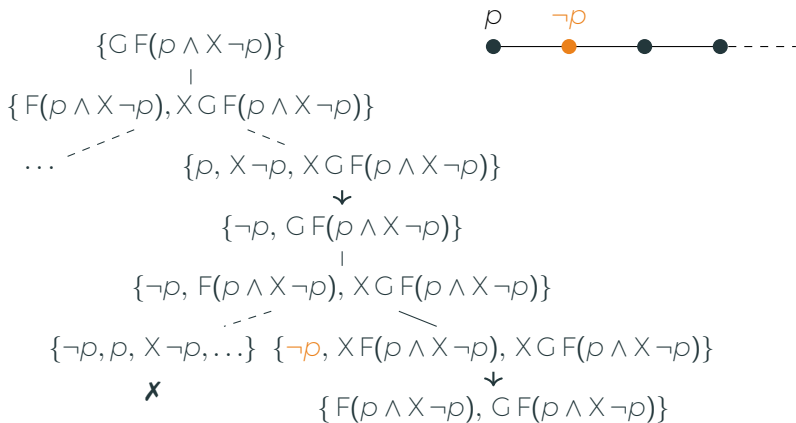 p ¬p
{G F(p ∧ X ¬p)}
{ F(p ∧ X ¬p), X G F(p ∧ X ¬p)}
...
{p, X ¬p, X G F(p ∧ X ¬p)}
{¬p, G F(p ∧ X ¬p)}
{¬p, F(p ∧ X ¬p), X G F(p ∧ X ¬p)}
{¬p, p, X ¬p, ...} {¬p, X F(p ∧ X ¬p), X G F(p ∧ X ¬p)}
✗
{ F(p ∧ X ¬p), G F(p ∧ X ¬p)}